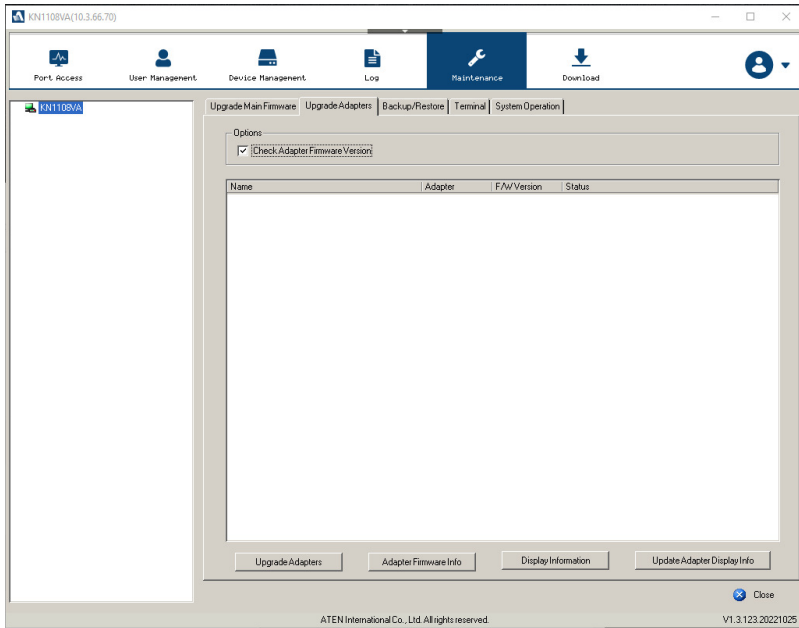 KN1108VA(10.3.66.70)
Port Access User Management Device Management Log Maintenance Download
KN1108VA
Upgrade Main Firmware Upgrade Adapters Backup/Restore Terminal System Operation
Options
Check Adapter Firmware Version
Name Adapter F/W Version Status
Upgrade Adapters Adapter Firmware Info Display Information Update Adapter Display Info
Close
ATEN International Co., Ltd. All rights reserved. V1.3.123.20221025